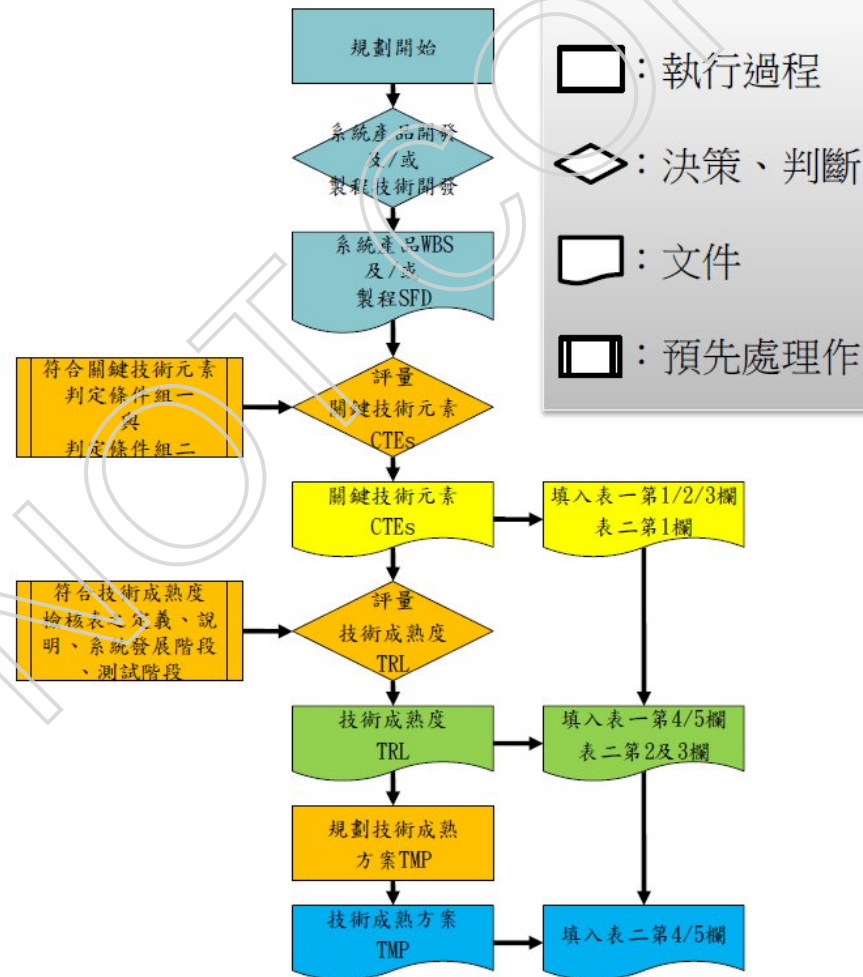 規劃開始
系統產品開發
及/或
製程技術開發
系統產品WBS
及/或
製程SFD
符合關鍵技術元素
判定條件組一
與
判定條件組二
評量
關鍵技術元素
CTEs
關鍵技術元素
CTEs
填入表一第1/2/3欄
表二第1欄
符合技術成熟度
檢核表之定義、說
明、系統發展階段
、測試階段
評量
技術成熟度
TRL
技術成熟度
TRL
填入表一第4/5欄
表二第2及3欄
規劃技術成熟
方案TMP
技術成熟方案
TMP
填入表二第4/5欄
：執行過程
：決策、判斷
：文件
：預先處理作
NOT CO